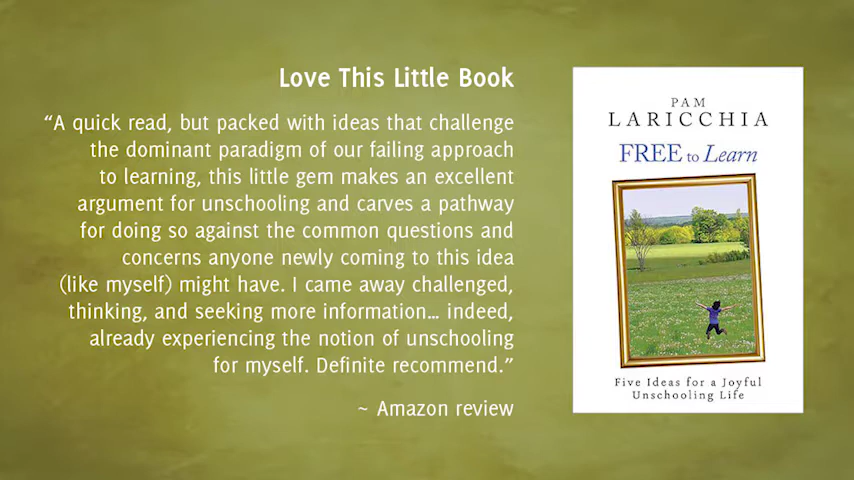 Love This Little Book
“A quick read, but packed with ideas that challenge
the dominant paradigm of our failing approach
to learning, this little gem makes an excellent
argument for unschooling and carves a pathway
for doing so against the common questions and
concerns anyone newly coming to this idea
(like myself) might have. I came away challenged,
thinking, and seeking more information... indeed,
already experiencing the notion of unschooling
for myself. Definite recommend.”
~ Amazon review
PAM
LARICCHIA
FREE to Learn
Five Ideas for a Joyful
Unschooling Life